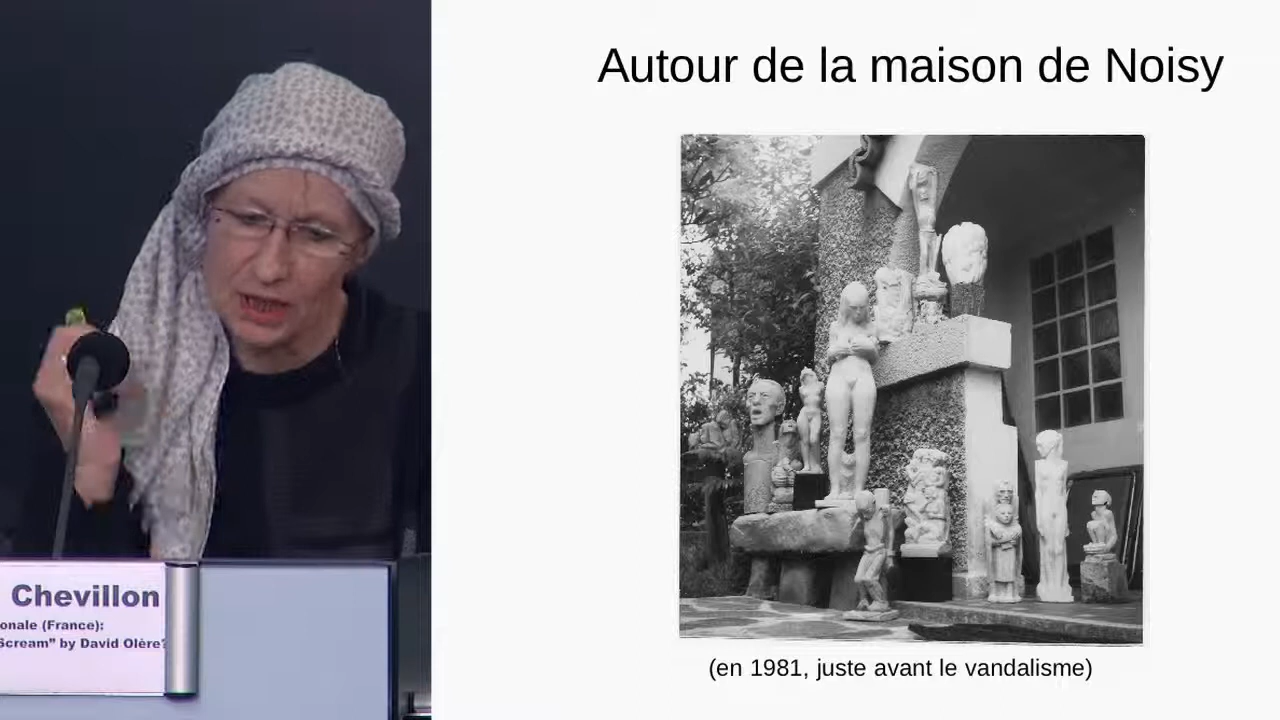 Autour de la maison de Noisy
(en 1981, juste avant le vandalisme)
Chevillon
onale (France):
Scream” by David Olère?